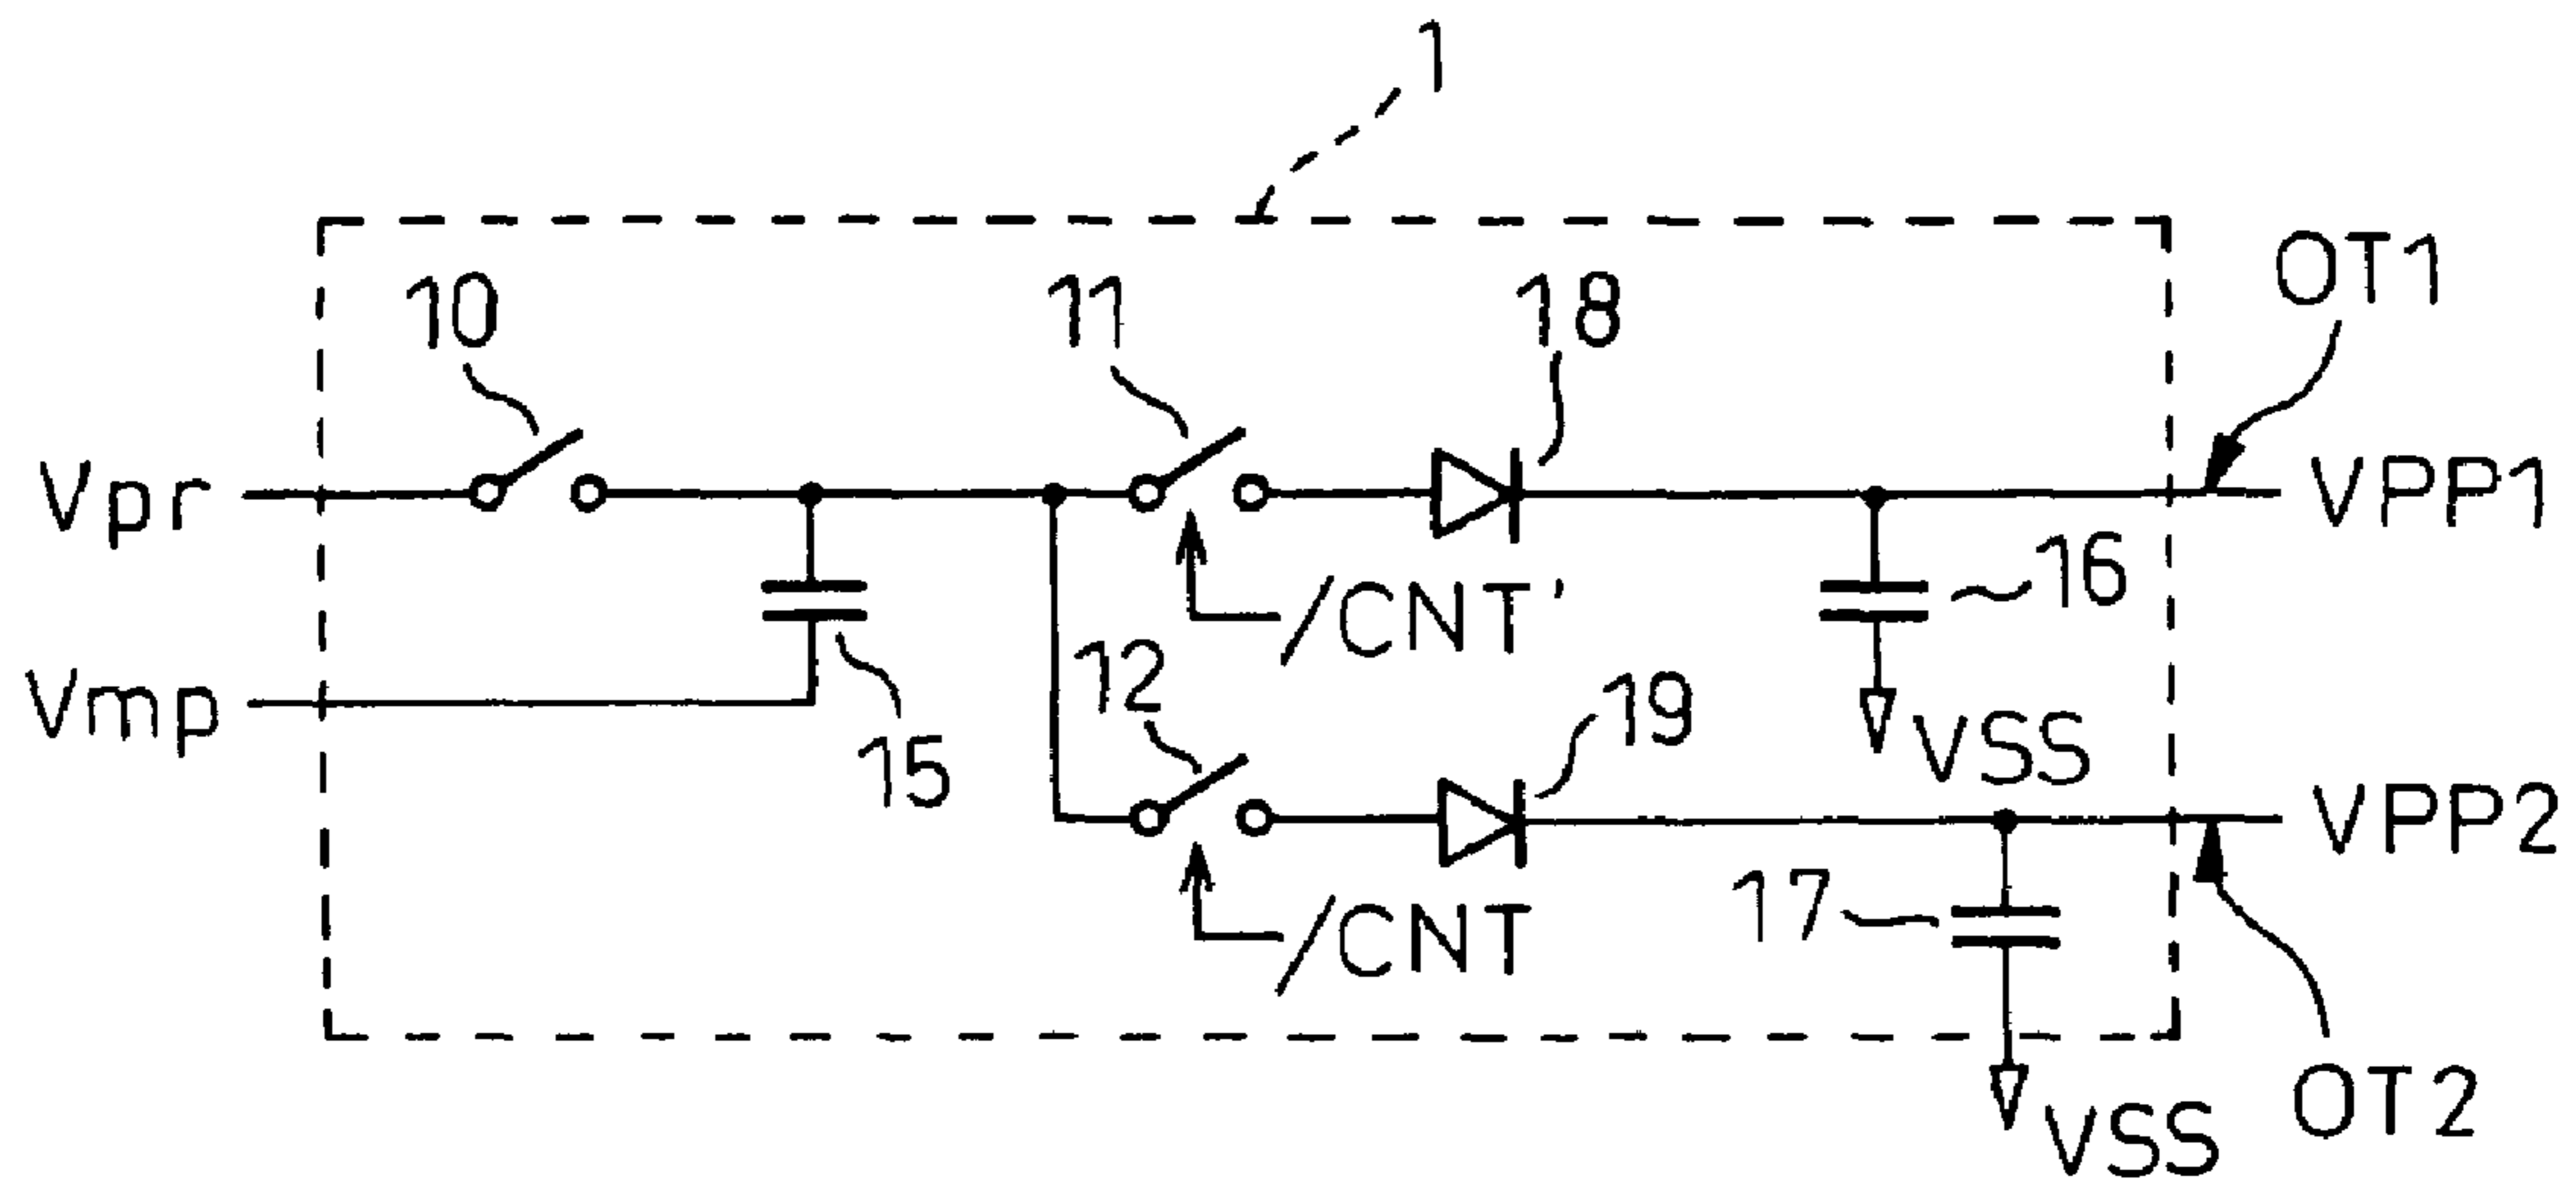 1
OT1
10
11
18
Vpr
VPP1
/CNT'
16
Vmp
12
15
19
VSS
VPP2
17
/CNT
OT2
VSS